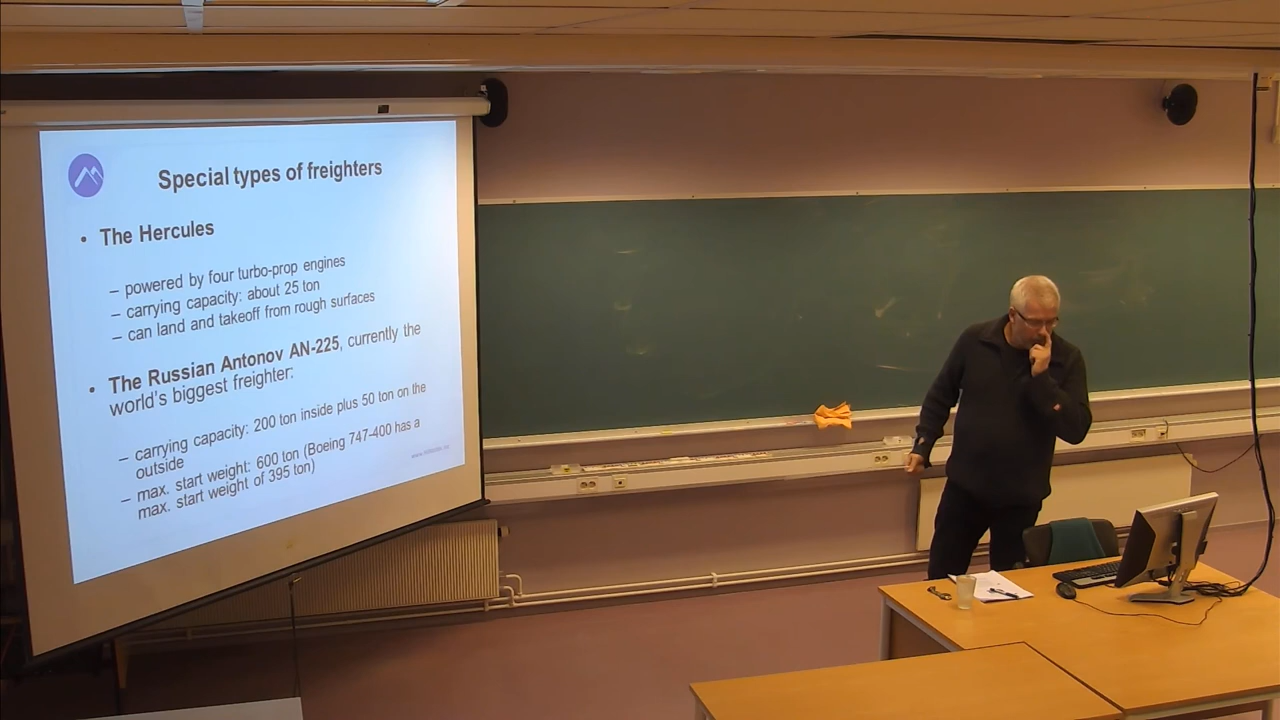 Special types of freighters
• The Hercules
– powered by four turbo-prop engines
– carrying capacity: about 25 ton
– can land and takeoff from rough surfaces
• The Russian Antonov AN-225, currently the
world's biggest freighter:
– carrying capacity: 200 ton inside plus 50 ton on the
outside
– max. start weight: 600 ton (Boeing 747-400 has a
max. start weight of 395 ton)